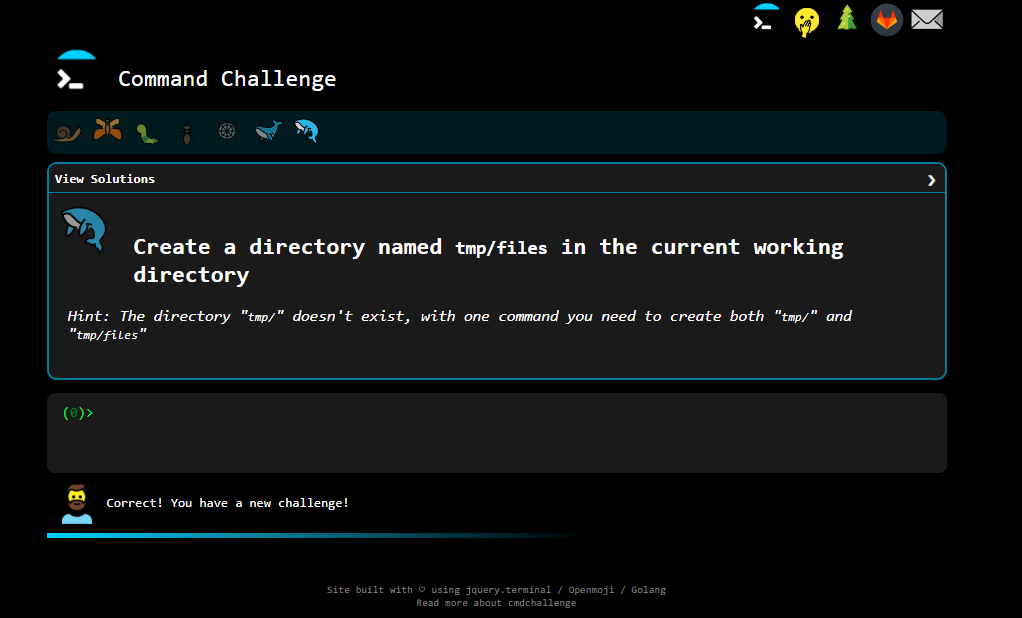 Command Challenge
View Solutions
Create a directory named tmp/files in the current working
directory
Hint: The directory "tmp/" doesn't exist, with one command you need to create both "tmp/" and
"tmp/files"
(0)>
Correct! You have a new challenge!
Site built with ♡ using jquery.terminal / Openmoji / Golang
Read more about cmdchallenge